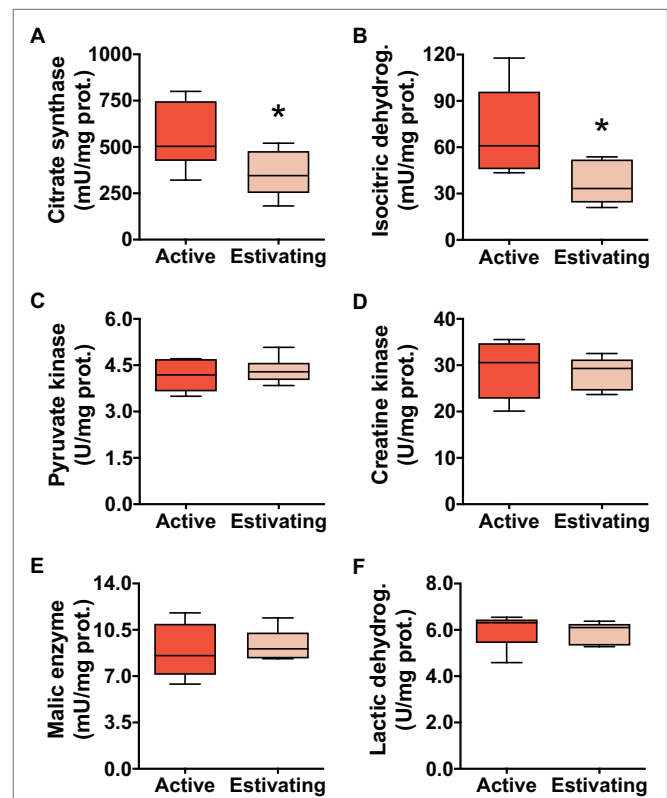 A
Citrate synthase
(mU/mg prot.)
1000
750
500
250
0
*
Active Estivating
B
Isocitric dehydrog.
(mU/mg prot.)
120
90
60
30
0
*
Active Estivating
C
Pyruvate kinase
(U/mg prot.)
6.0
4.5
3.0
1.5
0.0
Active Estivating
D
Creatine kinase
(U/mg prot.)
40
30
20
10
0
Active Estivating
E
Malic enzyme
(mU/mg prot.)
14.0
10.5
7.0
3.5
0.0
Active Estivating
F
Lactic dehydrog.
(U/mg prot.)
8.0
6.0
4.0
2.0
0.0
Active Estivating